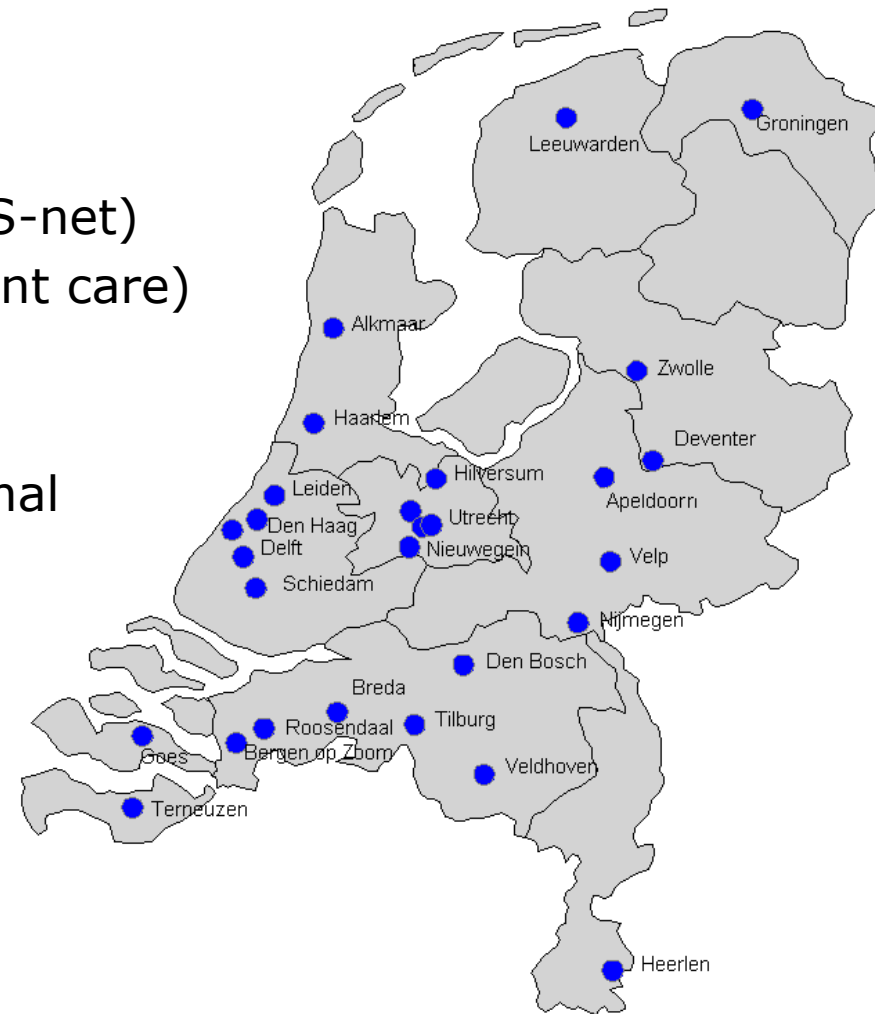 Groningen
Leeuwarden
S-net)
nt care)
Alkmaar
Zwolle
Haarlem
Deventer
Hilversum
nal
Leiden
Apeldoorn
Den Haag
Utrecht
Delft
Nieuwegein
Velp
Schiedam
Nijmegen
Den Bosch
Breda
Tilburg
Roosendaal
Bergen op Zoom
Goes
Veldhoven
Terneuzen
Heerlen